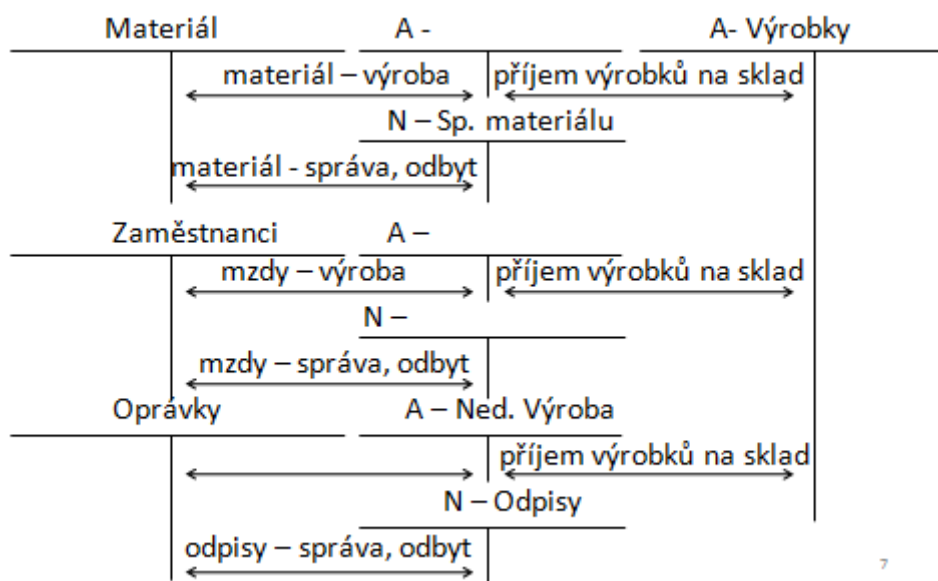 Materiál A - A- Výrobky
materiál – výroba příjem výrobků na sklad
N – Sp. materiálu
materiál - správa, odbyt
Zaměstnanci A –
mzdy – výroba příjem výrobků na sklad
N –
mzdy – správa, odbyt
Oprávky A – Ned. Výroba
příjem výrobků na sklad
N – Odpisy
odpisy – správa, odbyt
7